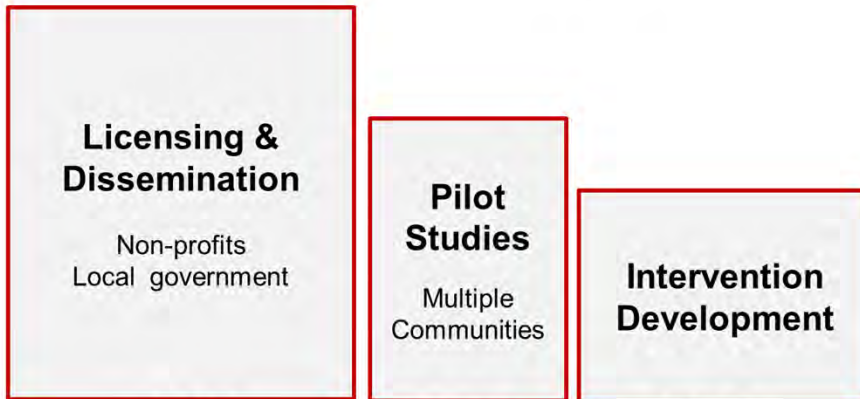 Licensing &
Dissemination
Non-profits
Local government
Pilot
Studies
Multiple
Communities
Intervention
Development